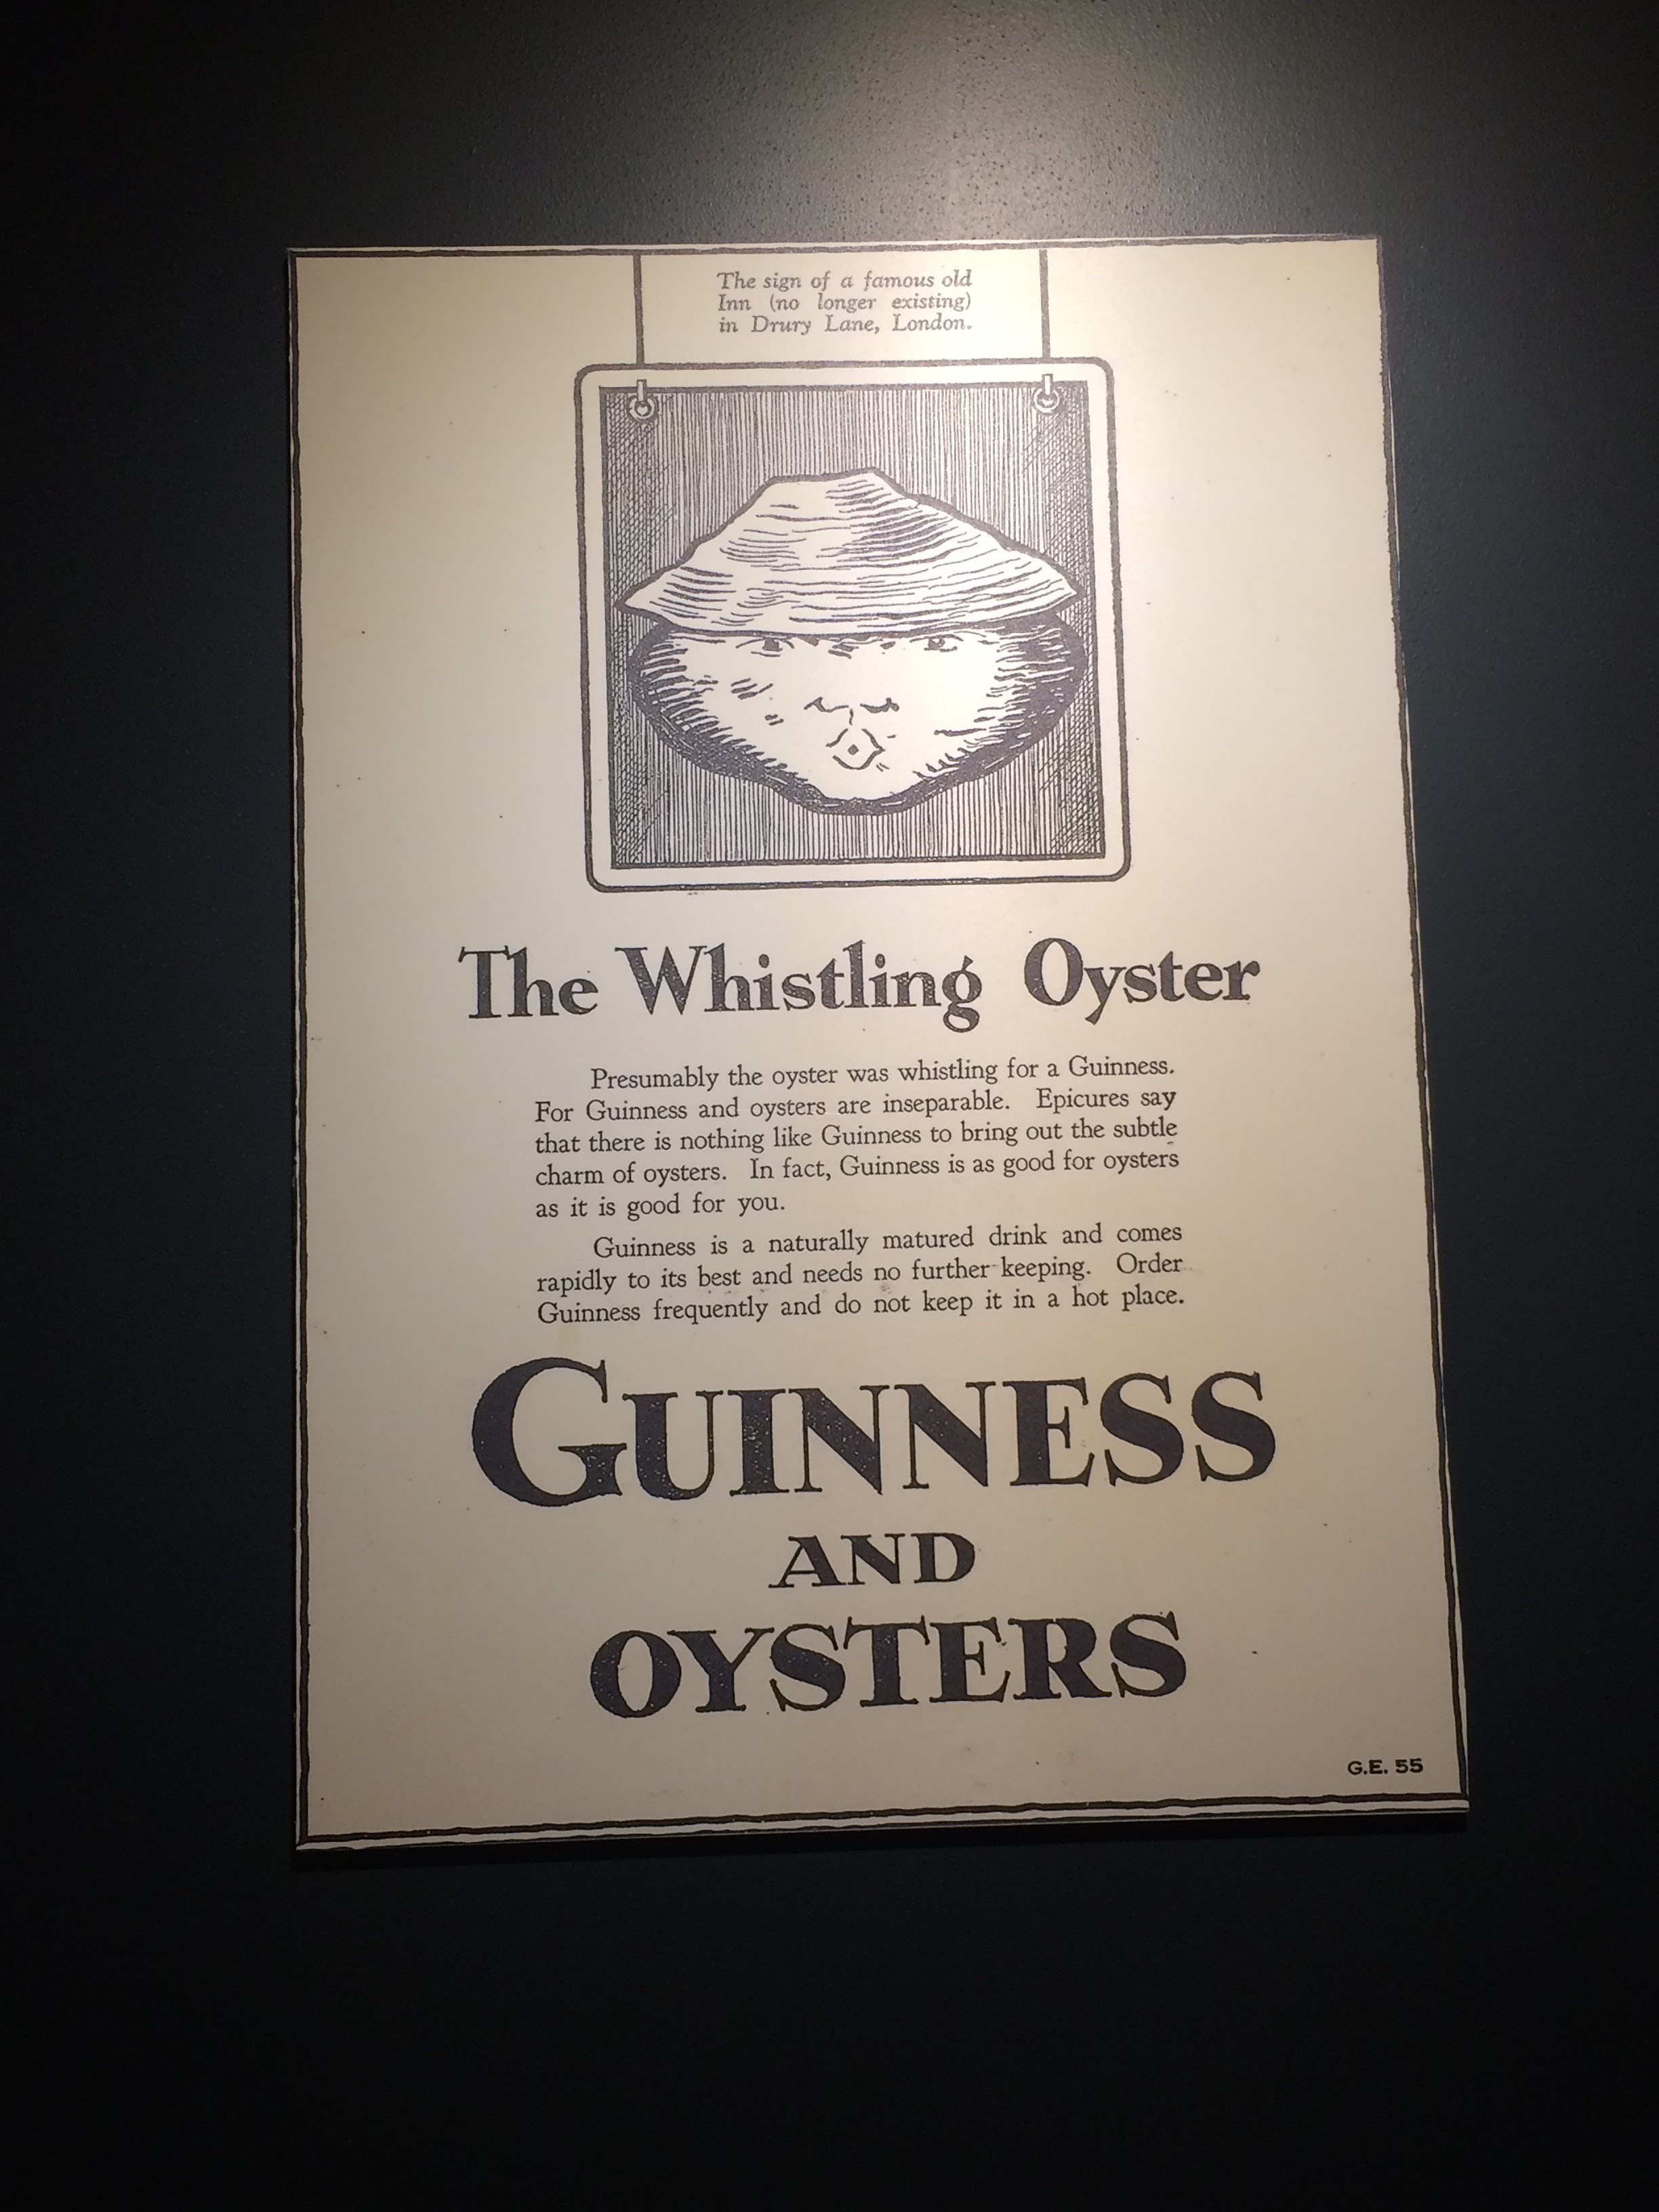 The sign of a famous old
Inn (no longer existing)
in Drury Lane, London.
The Whistling Oyster
Presumably the oyster was whistling for a Guinness.
For Guinness and oysters are inseparable. Epicures say
that there is nothing like Guinness to bring out the subtle
charm of oysters. In fact, Guinness is as good for oysters
as it is good for you.
Guinness is a naturally matured drink and comes
rapidly to its best and needs no further keeping. Order
Guinness frequently and do not keep it in a hot place.
GUINNESS
AND
OYSTERS
G.E. 55